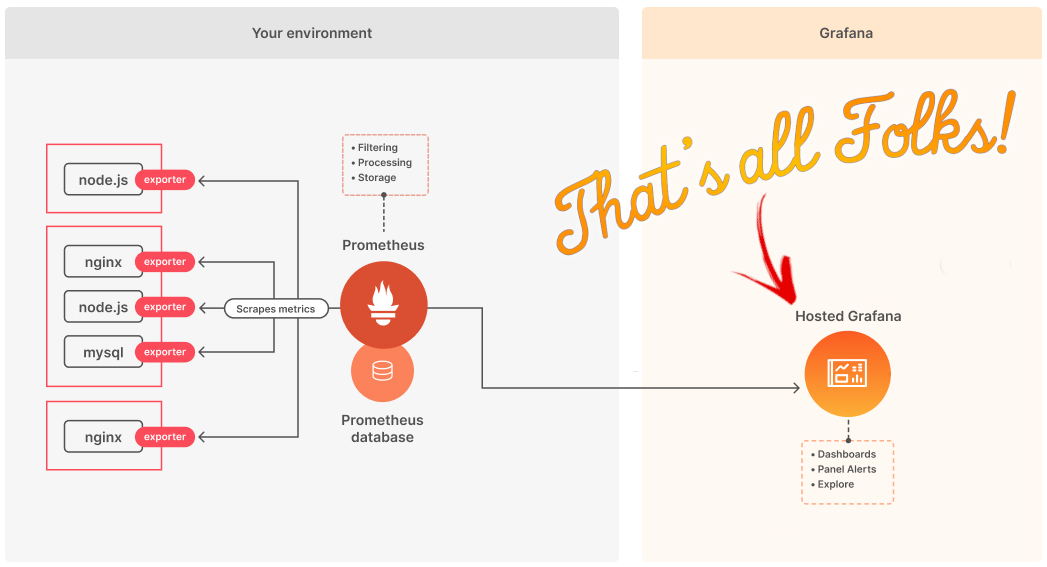 Your environment
Grafana
That's all Folks!
• Filtering
• Processing
• Storage
Prometheus
node.js
exporter
nginx
exporter
node.js
exporter
mysql
exporter
nginx
exporter
Scrapes metrics
Prometheus
database
Hosted Grafana
• Dashboards
• Panel Alerts
• Explore